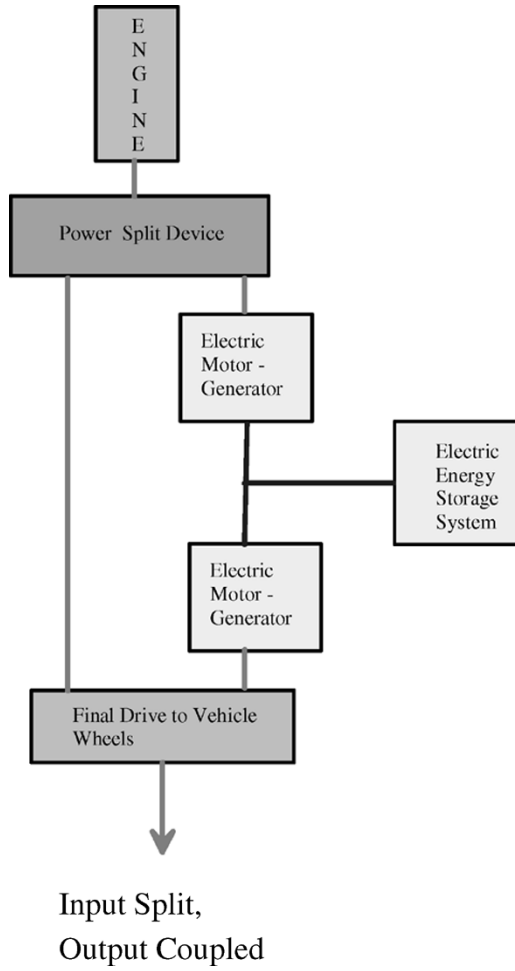 E
N
G
I
N
E
Power Split Device
Electric
Motor -
Generator
Electric
Energy
Storage
System
Electric
Motor -
Generator
Final Drive to Vehicle
Wheels
Input Split,
Output Coupled